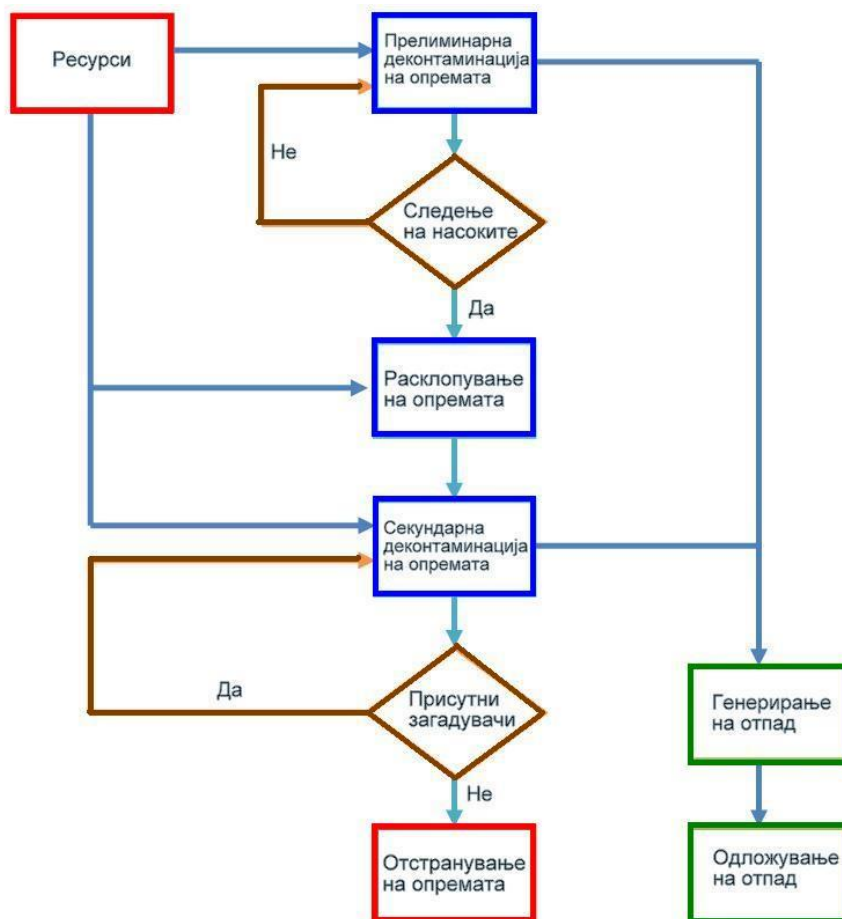 Ресурси
Прелиминарна
деконтаминација
на опремата
Не
Следење
на насоките
Да
Расклопување
на опремата
Секундарна
деконтаминација
на опремата
Да
Присутни
загадувачи
Не
Отстранување
на опремата
Генерирање
на отпад
Одложување
на отпад